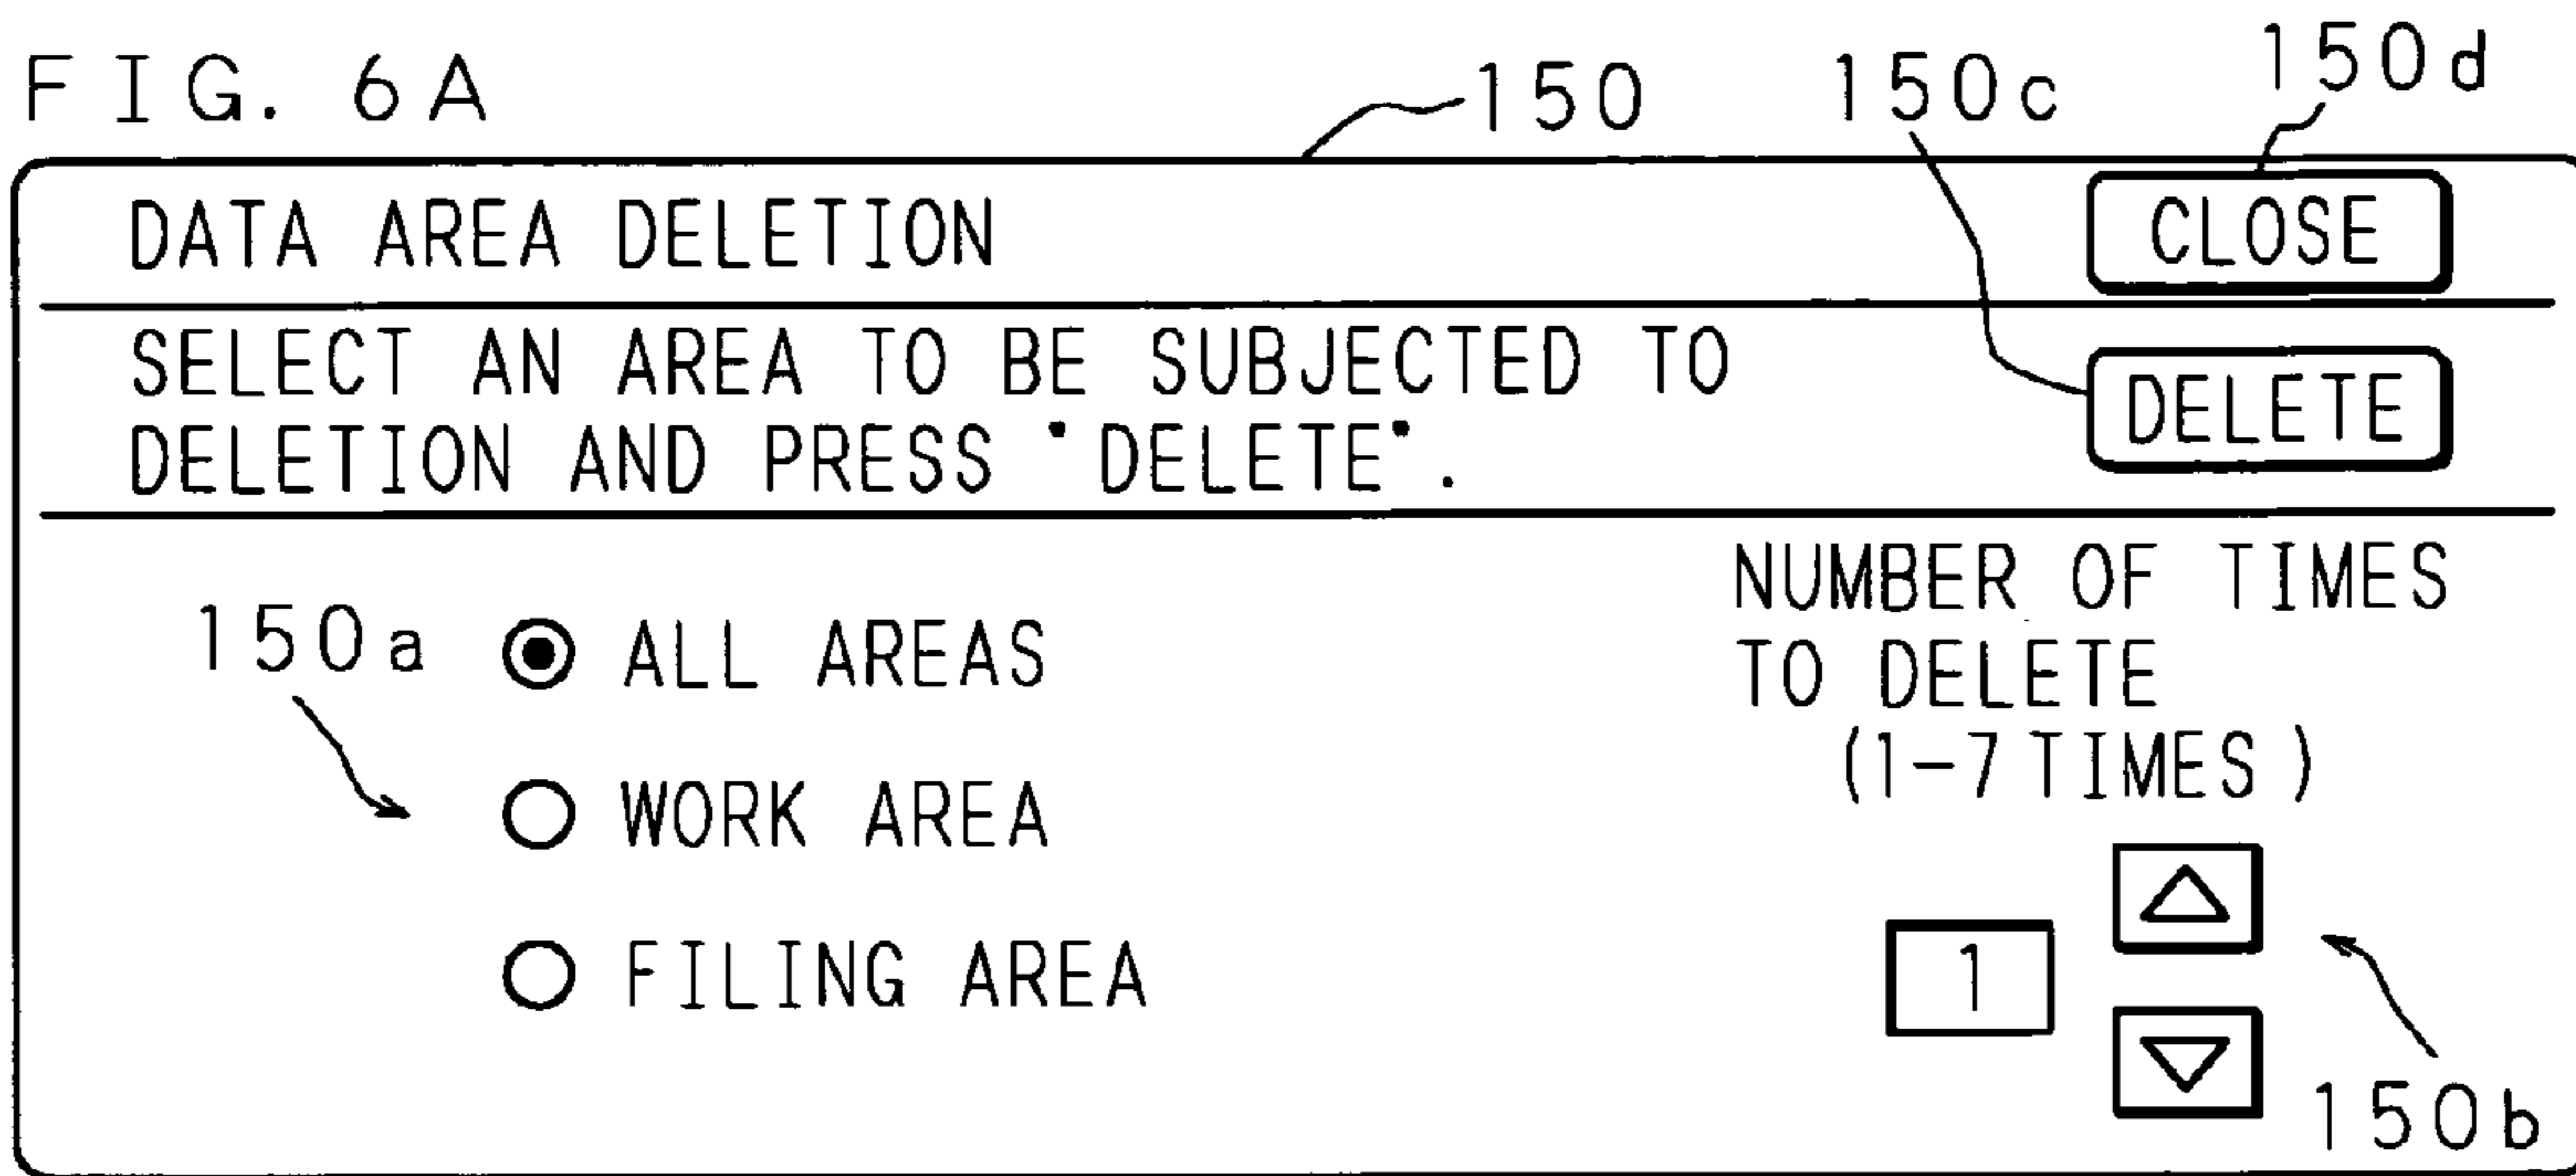 FIG. 6A
150
150c
150d
DATA AREA DELETION
CLOSE
SELECT AN AREA TO BE SUBJECTED TO
DELETION AND PRESS "DELETE".
DELETE
NUMBER OF TIMES
TO DELETE
(1-7 TIMES)
150a
ALL AREAS
WORK AREA
FILING AREA
1
150b